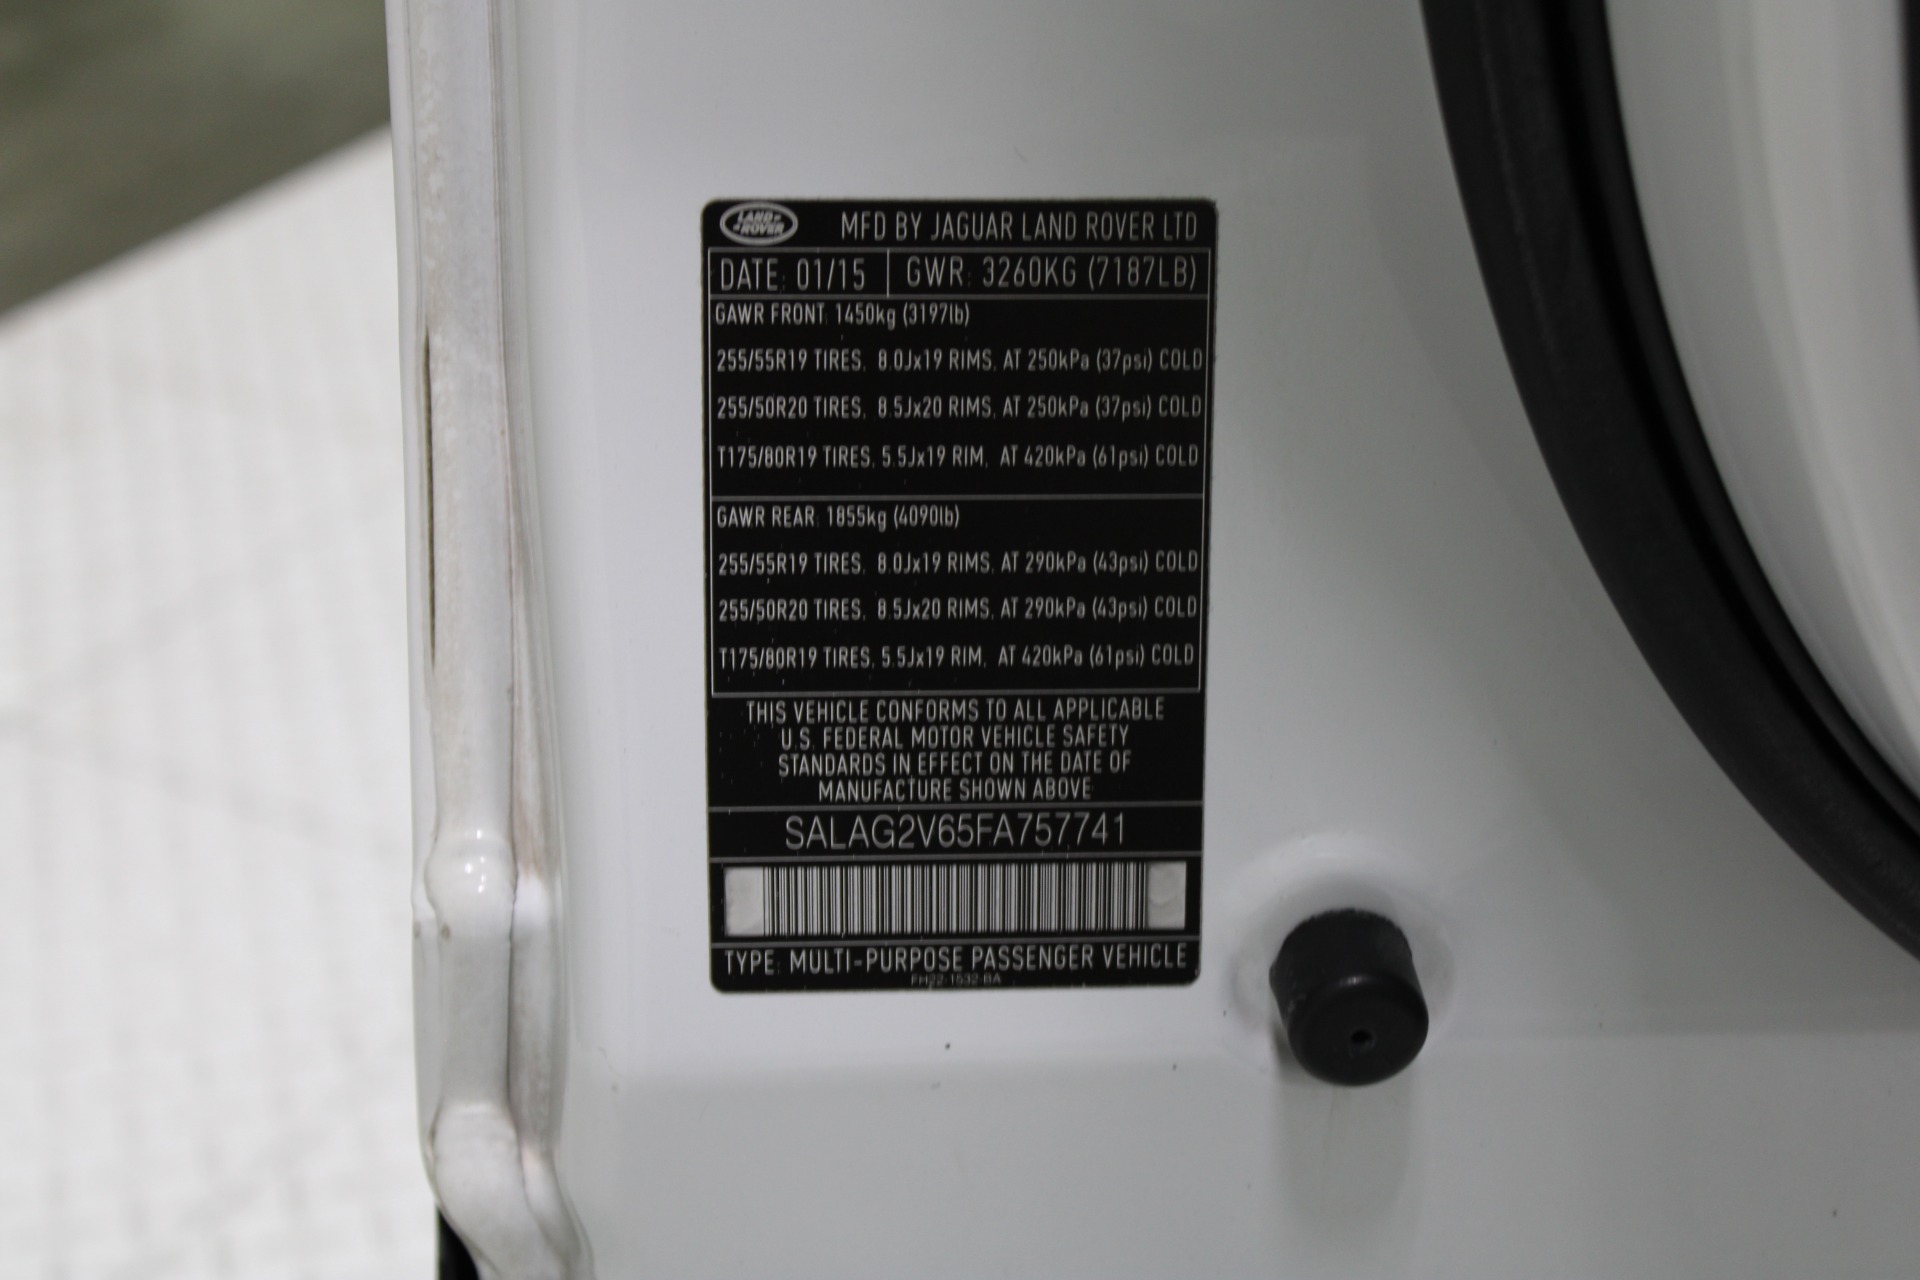 LAND-
-ROVER
MFD BY JAGUAR LAND ROVER LTD
DATE: 01/15 GWR: 3260KG (7187LB)
GAWR FRONT: 1450kg (3197lb)
255/55R19 TIRES, 8.0Jx19 RIMS, AT 250kPa (37psi) COLD
255/50R20 TIRES, 8.5Jx20 RIMS, AT 250kPa (37psi) COLD
T175/80R19 TIRES, 5.5Jx19 RIM, AT 420kPa (61psi) COLD
GAWR REAR: 1855kg (4090lb)
255/55R19 TIRES, 8.0Jx19 RIMS, AT 290kPa (43psi) COLD
255/50R20 TIRES, 8.5Jx20 RIMS, AT 290kPa (43psi) COLD
T175/80R19 TIRES, 5.5Jx19 RIM, AT 420kPa (61psi) COLD
THIS VEHICLE CONFORMS TO ALL APPLICABLE
U.S. FEDERAL MOTOR VEHICLE SAFETY
STANDARDS IN EFFECT ON THE DATE OF
MANUFACTURE SHOWN ABOVE
SALAG2V65FA757741
TYPE: MULTI-PURPOSE PASSENGER VEHICLE
FH22-1532-BA